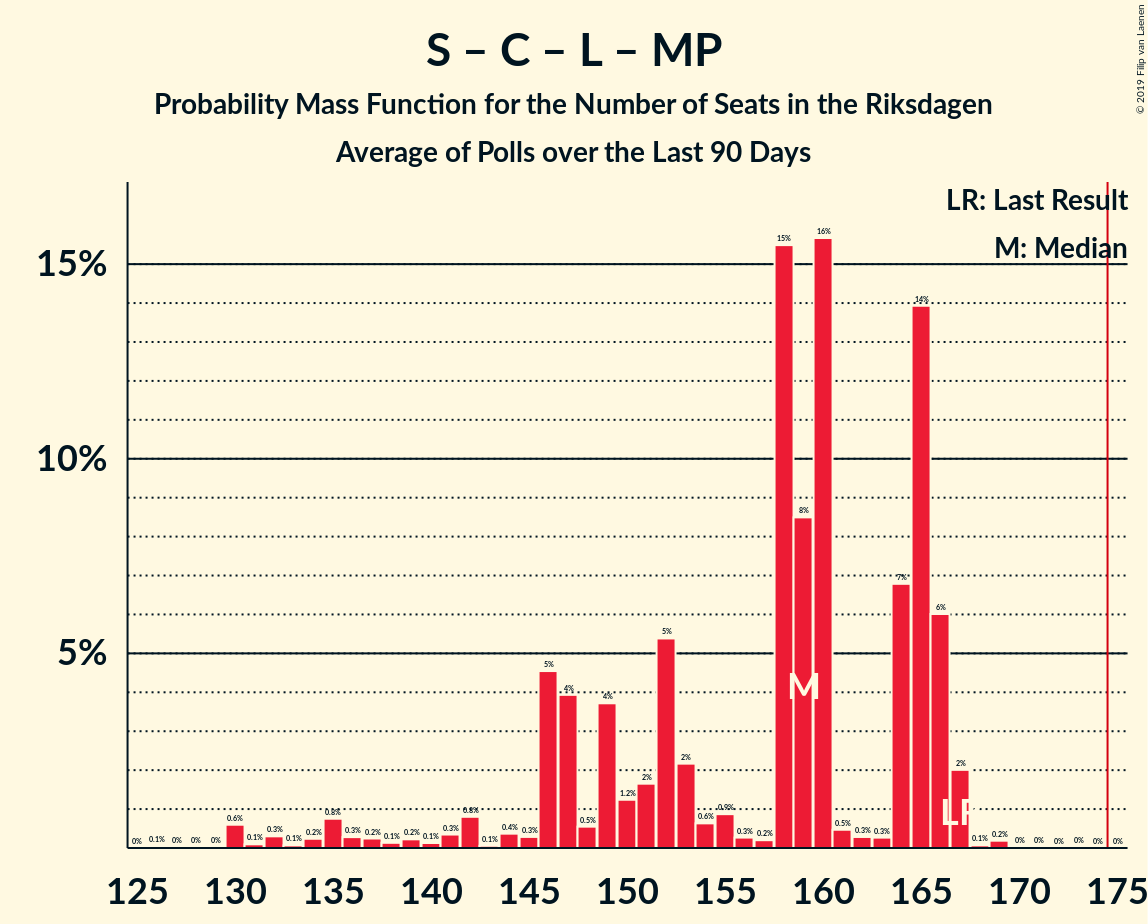 S – C – L – MP
Probability Mass Function for the Number of Seats in the Riksdagen
Average of Polls over the Last 90 Days
© 2019 Filip van Laenen
LR: Last Result
M: Median
15%
10%
5%
0% 0.1% 0% 0% 0% 0.6% 0.1% 0.3% 0.1% 0.2% 0.8% 0.3% 0.2% 0.1% 0.2% 0.1% 0.3% 0.8% 0.1% 0.4% 0.3% 5% 4% 0.5% 4% 1.2% 2% 5% 2% 0.6% 0.9% 0.3% 0.2% 15% 8% 16% 0.5% 0.3% 0.3% 7% 14% 6% 2% 0.1% 0.2% 0% 0% 0% 0% 0% 0%
M
LR
125 130 135 140 145 150 155 160 165 170 175